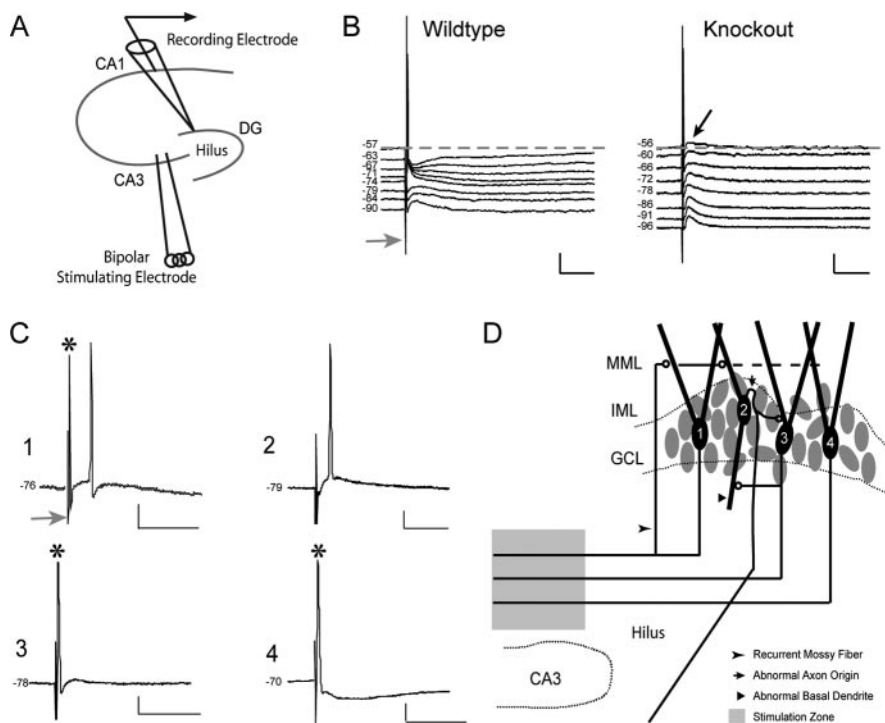 A
Recording Electrode
CA1
DG
Hilus
CA3
Bipolar
Stimulating Electrode
B
Wildtype
-57
-63
-67
-71
-74
-79
-84
-90
Knockout
-56
-60
-66
-72
-78
-86
-91
-96
C
*
1
-76
2
-79
*
3
-78
*
4
-70
D
MML
IML
GCL
1
2
3
4
Hilus
CA3
Recurrent Mossy Fiber
Abnormal Axon Origin
Abnormal Basal Dendrite
Stimulation Zone